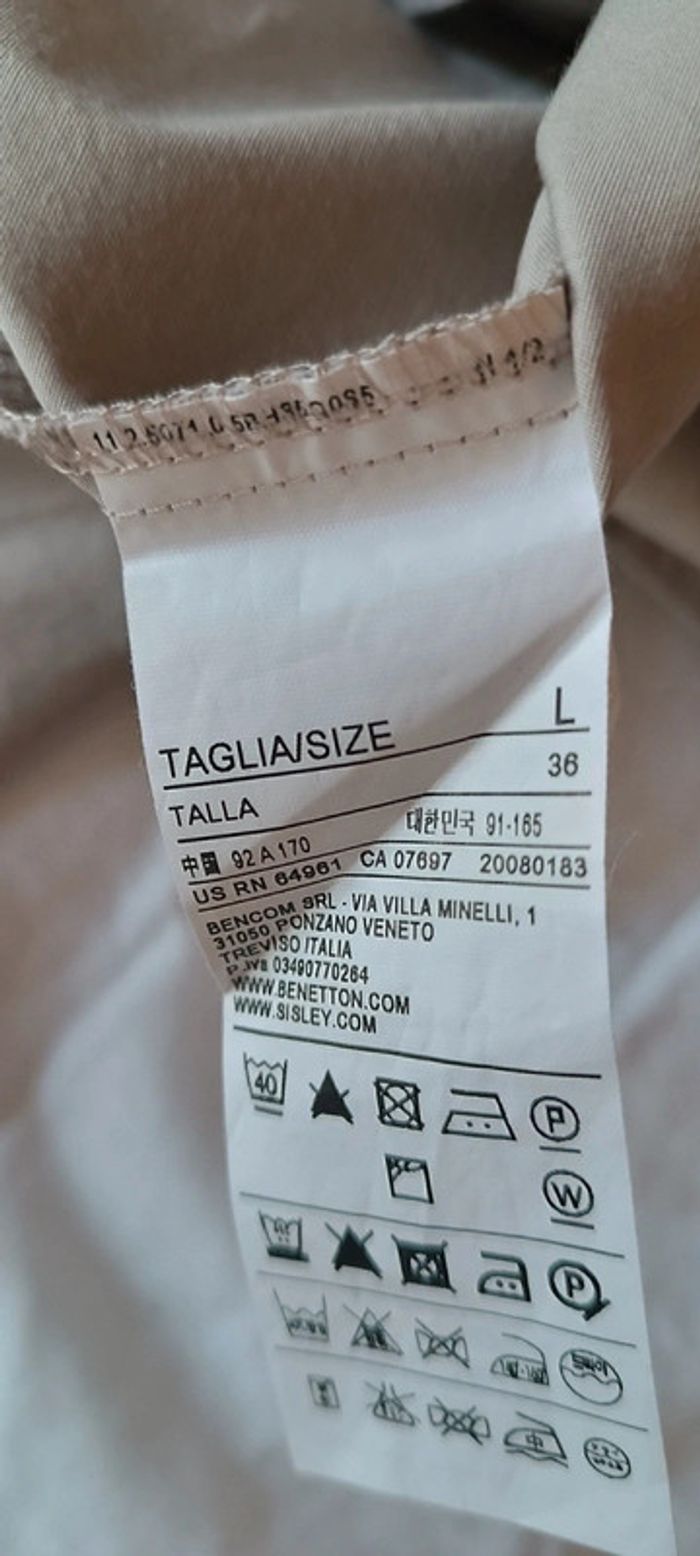 TAGLIA/SIZE L
TALLA 36
中国 92 A 170 대한민국 91-165
US RN 64961 CA 07697 20080183
BENCOM SRL - VIA VILLA MINELLI, 1
31050 PONZANO VENETO
TREVISO ITALIA
P.IVA 03490770264
WWW.BENETTON.COM
WWW.SISLEY.COM
40 P
W
P
中